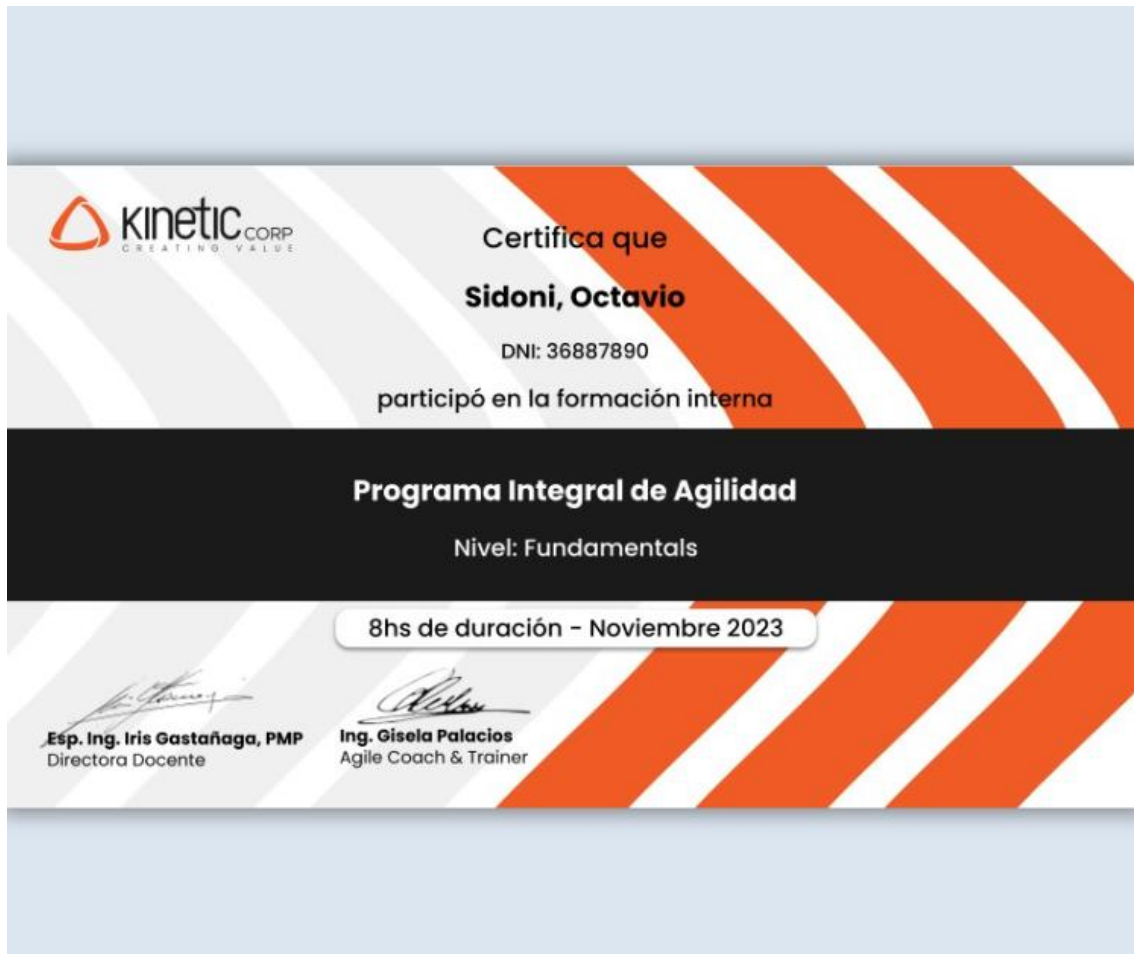 KINETIC CORP
CREATING VALUE
Certifica que
Sidoni, Octavio
DNI: 36887890
participó en la formación interna
Programa Integral de Agilidad
Nivel: Fundamentals
8hs de duración - Noviembre 2023
Esp. Ing. Iris Gastañaga, PMP
Directora Docente
Ing. Gisela Palacios
Agile Coach & Trainer